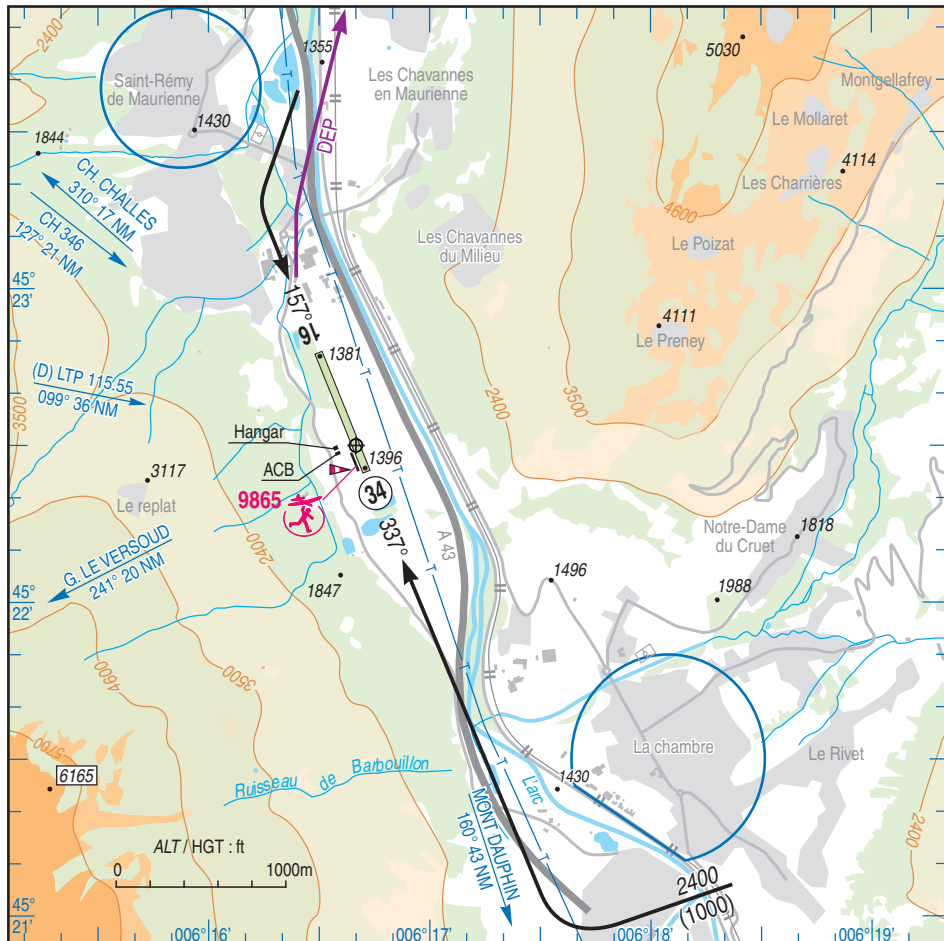 2400
1355
5030
Saint-Rémy
de Maurienne
Les Chavannes
en Maurienne
Montgellafrey
Le Mollaret
1430
1844
DEP
4114
Les Charrières
CH. CHALLES
310° 17 NM
CH 346
127° 21 NM
4600
Les Chavannes
du Milieu
Le Poizat
45°
23'
45°
23'
157°
16
4111
Le Preney
1381
(D) LTP 115.55
099° 36 NM
3500
2400
3500
Hangar
ACB
1396
3117
Le replat
9865
34
337°
A 43
Notre-Dame
du Cruet
1818
G. LE VERSOUD
241° 20 NM
2400
1847
1496
1988
45°
22'
45°
22'
3500
4600
5700
La chambre
Le Rivet
6165
Ruisseau de Barbouillon
1430
L'arc
MONT DAUPHIN
160° 43 NM
2400
ALT / HGT : ft
0 1000m
2400
(1000)
45°
21'
45°
21'
006°16'
006°17'
006°18'
006°19'
T
T
T
T
T
T
T
T